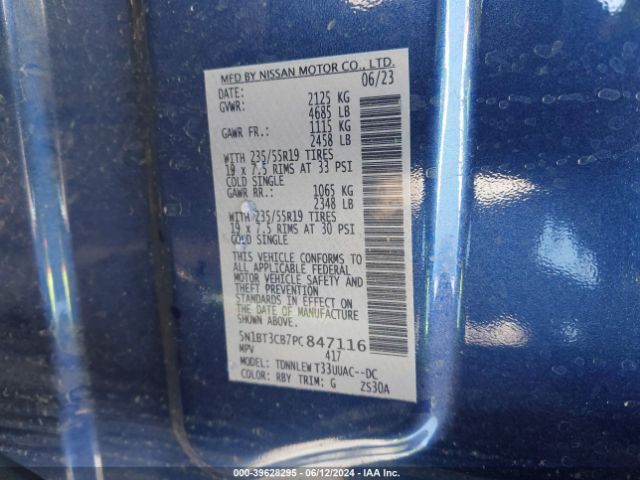 MFD BY NISSAN MOTOR CO., LTD.
DATE: 06/23
GVWR: 2125 KG
4685 LB
GAWR FR.: 1115 KG
2458 LB
WITH 235/55R19 TIRES
19 x 7.5 RIMS AT 33 PSI
COLD SINGLE
GAWR RR.: 1065 KG
2348 LB
WITH 235/55R19 TIRES
19 x 7.5 RIMS AT 30 PSI
COLD SINGLE
THIS VEHICLE CONFORMS TO
ALL APPLICABLE FEDERAL
MOTOR VEHICLE SAFETY AND
THEFT PREVENTION
STANDARDS IN EFFECT ON
THE DATE OF MANUFACTURE
SHOWN ABOVE.
5N1BT3CB7PC847116
MPV 417
MODEL: TDNNLEW T33UUAC--DC
COLOR: RBY TRIM: G ZS30A
000-39628295 - 06/12/2024 - IAA Inc.